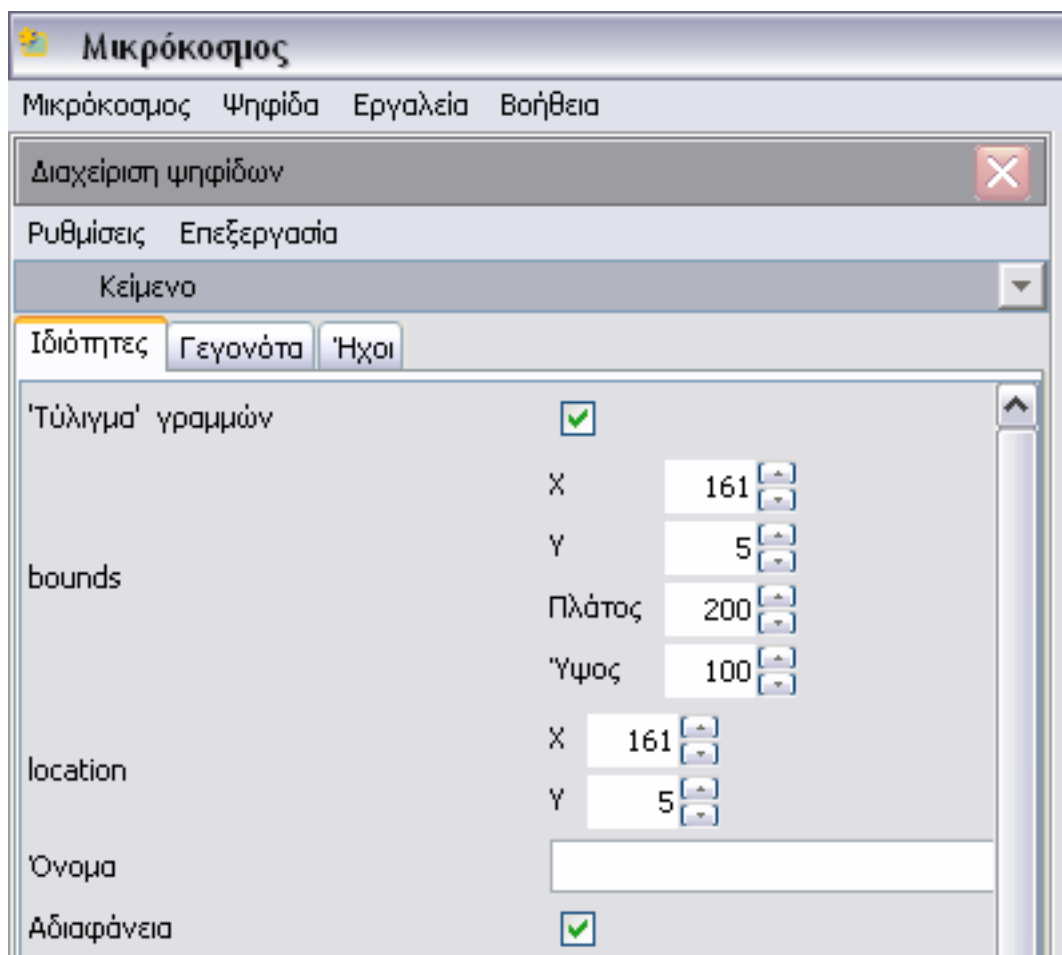 Μικρόκοσμος
Μικρόκοσμος Ψηφίδα Εργαλεία Βοήθεια
Διαχείριση ψηφίδων
Ρυθμίσεις Επεξεργασία
Κείμενο
Ιδιότητες Γεγονότα Ήχοι
'Τύλιγμα' γραμμών
bounds
X 161
Y 5
Πλάτος 200
Ύψος 100
location
X 161
Y 5
Όνομα
Αδιαφάνεια